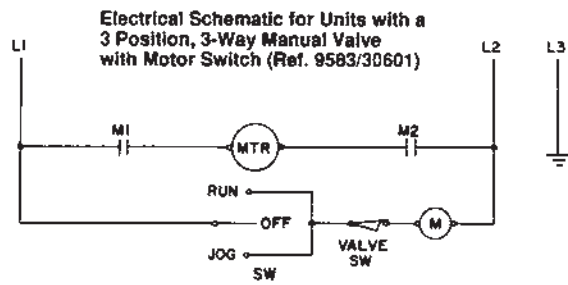 Electrical Schematic for Units with a
3 Position, 3-Way Manual Valve
with Motor Switch (Ref. 9583/30601)
L1
L2
L3
M1
MTR
M2
RUN
OFF
JOG
SW
VALVE
SW
M